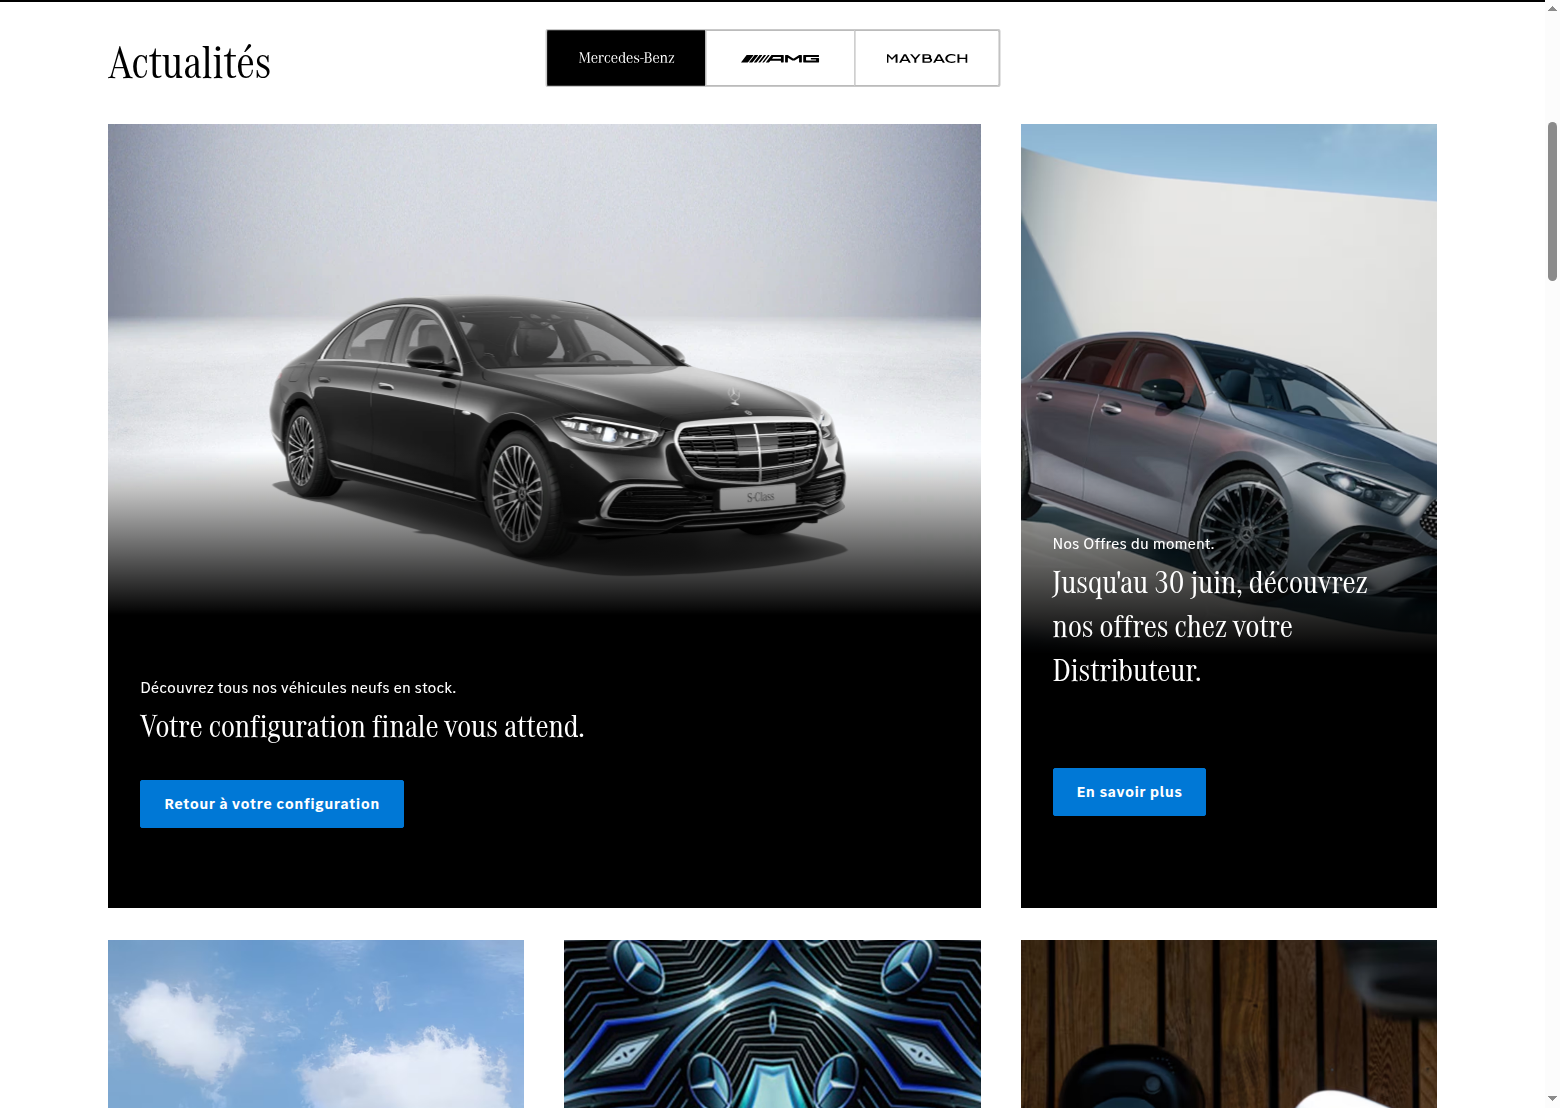 Actualités
Mercedes-Benz
AMG
MAYBACH
S-Class
Découvrez tous nos véhicules neufs en stock.
Votre configuration finale vous attend.
Retour à votre configuration
Nos Offres du moment.
Jusqu'au 30 juin, découvrez
nos offres chez votre
Distributeur.
En savoir plus